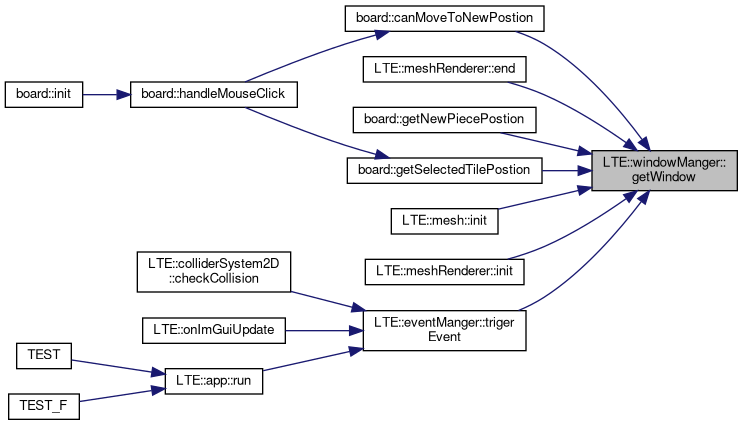 board::canMoveToNewPostion
LTE::meshRenderer::end
board::init
board::handleMouseClick
board::getNewPiecePostion
LTE::windowManger::
getWindow
board::getSelectedTilePostion
LTE::mesh::init
LTE::meshRenderer::init
LTE::colliderSystem2D
::checkCollision
LTE::onImGuiUpdate
LTE::eventManger::triger
Event
TEST
LTE::app::run
TEST_F